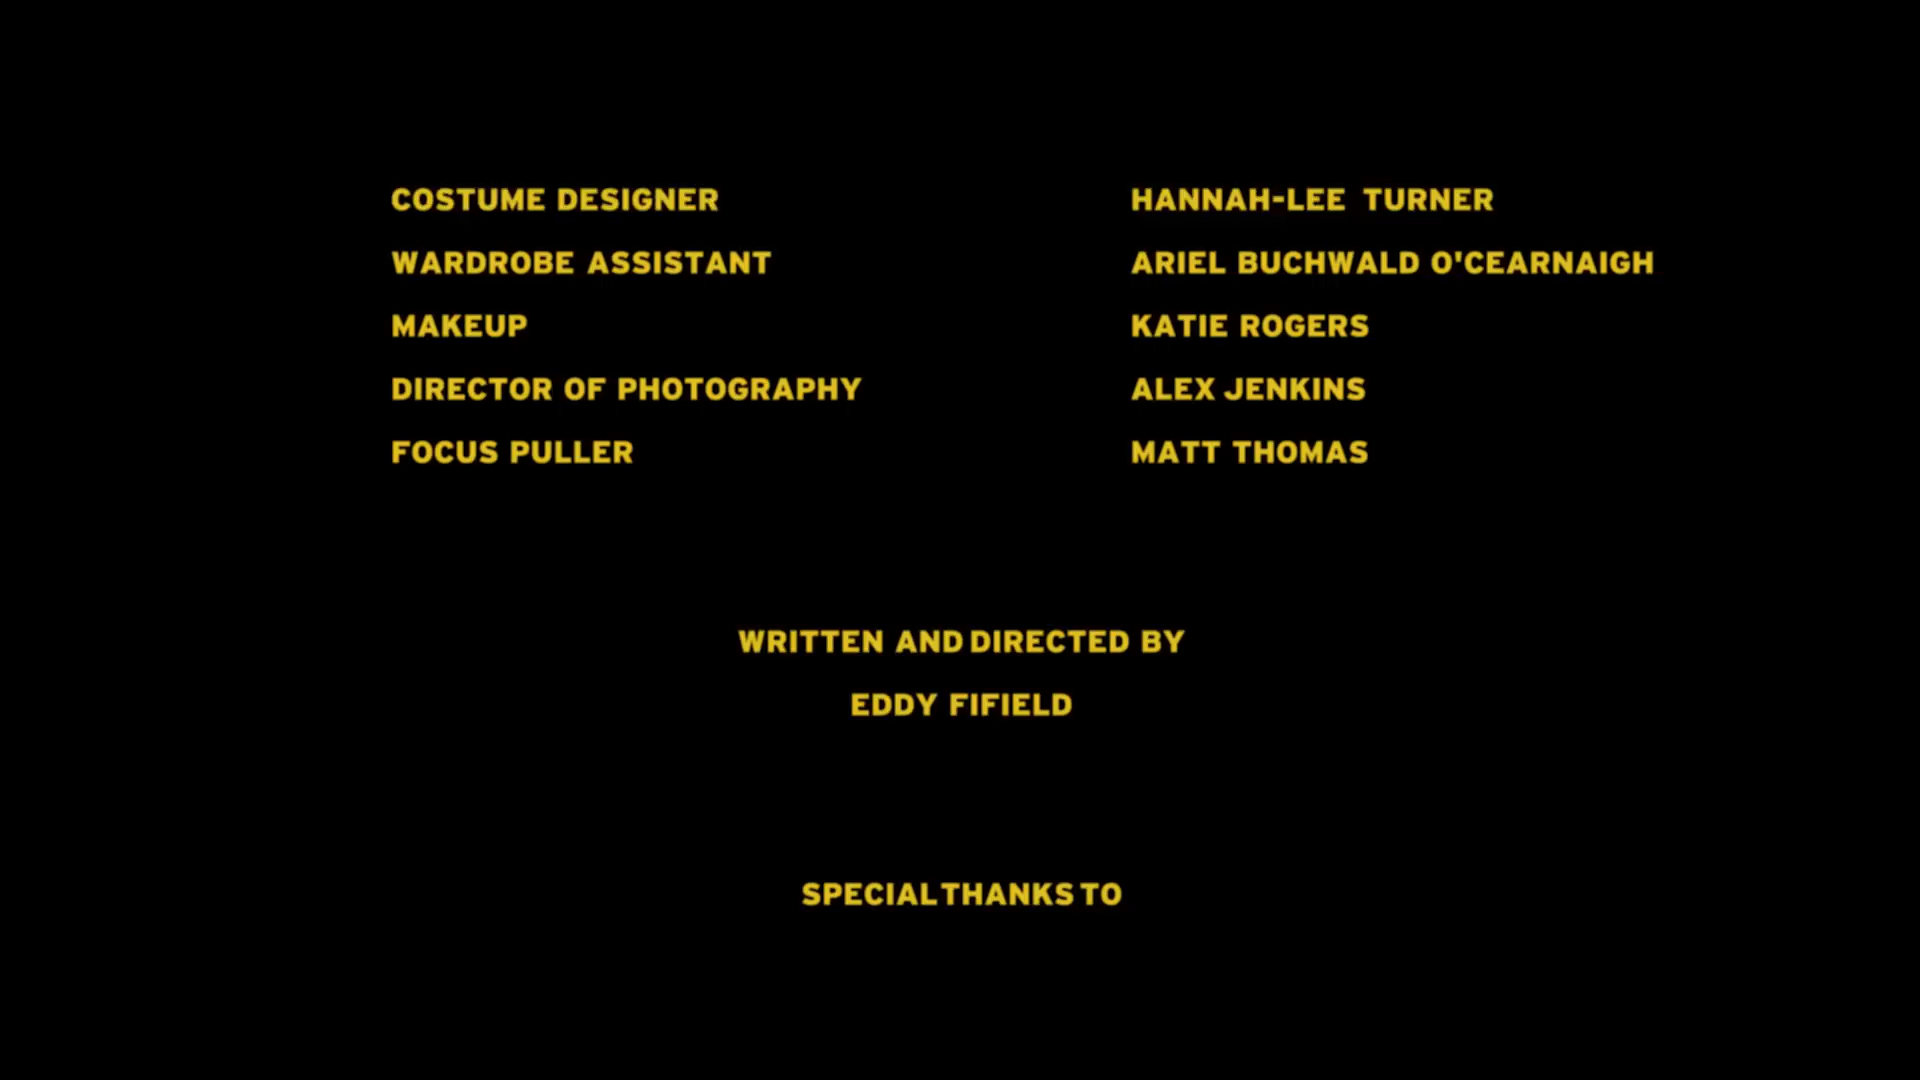 COSTUME DESIGNER HANNAH-LEE TURNER
WARDROBE ASSISTANT ARIEL BUCHWALD O'CEARNAIGH
MAKEUP KATIE ROGERS
DIRECTOR OF PHOTOGRAPHY ALEX JENKINS
FOCUS PULLER MATT THOMAS
WRITTEN AND DIRECTED BY
EDDY FIFIELD
SPECIAL THANKS TO